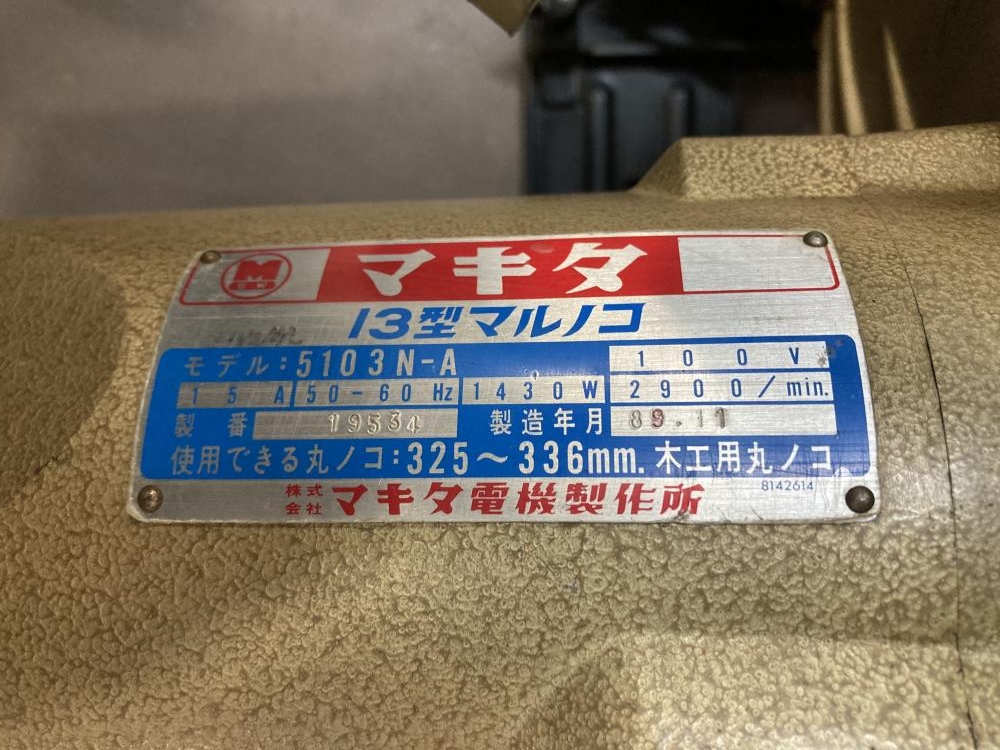 M
マキタ
13型マルノコ
モデル:5103N-A 100V
15A 50-60Hz 1430W 2900/min.
製番 19534 製造年月 89.11
使用できる丸ノコ:325～336mm. 木工用丸ノコ
8142614
株式会社 マキタ電機製作所